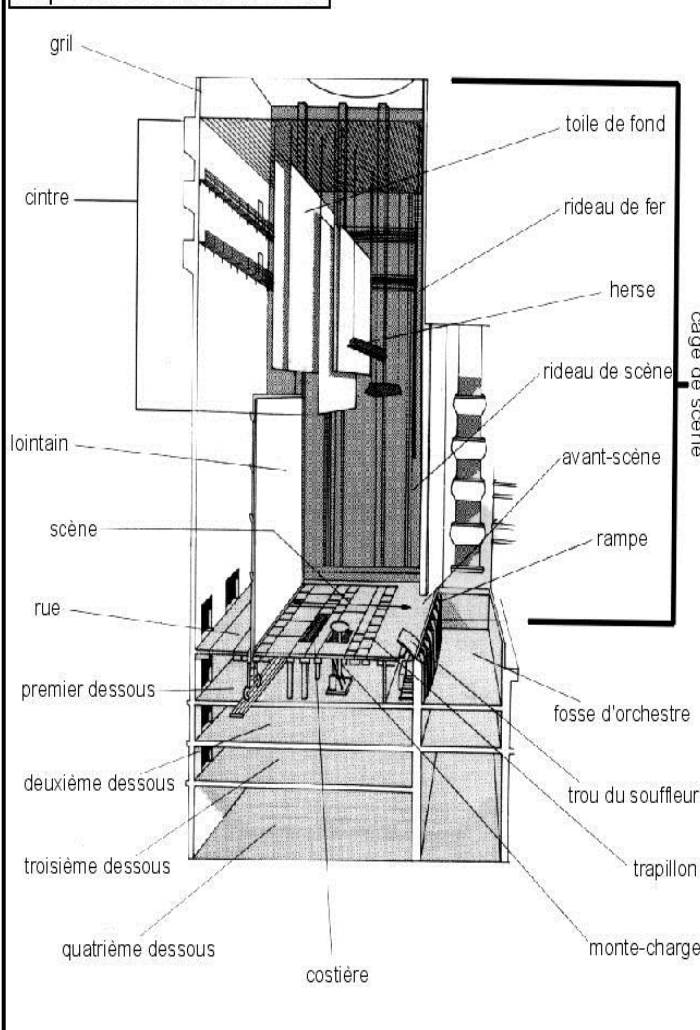 gril
toile de fond
cintre
rideau de fer
herse
cage de scène
rideau de scène
lointain
avant-scène
scène
rampe
rue
premier dessous
fosse d'orchestre
deuxième dessous
trou du souffleur
troisième dessous
trapillon
quatrième dessous
monte-charge
costière